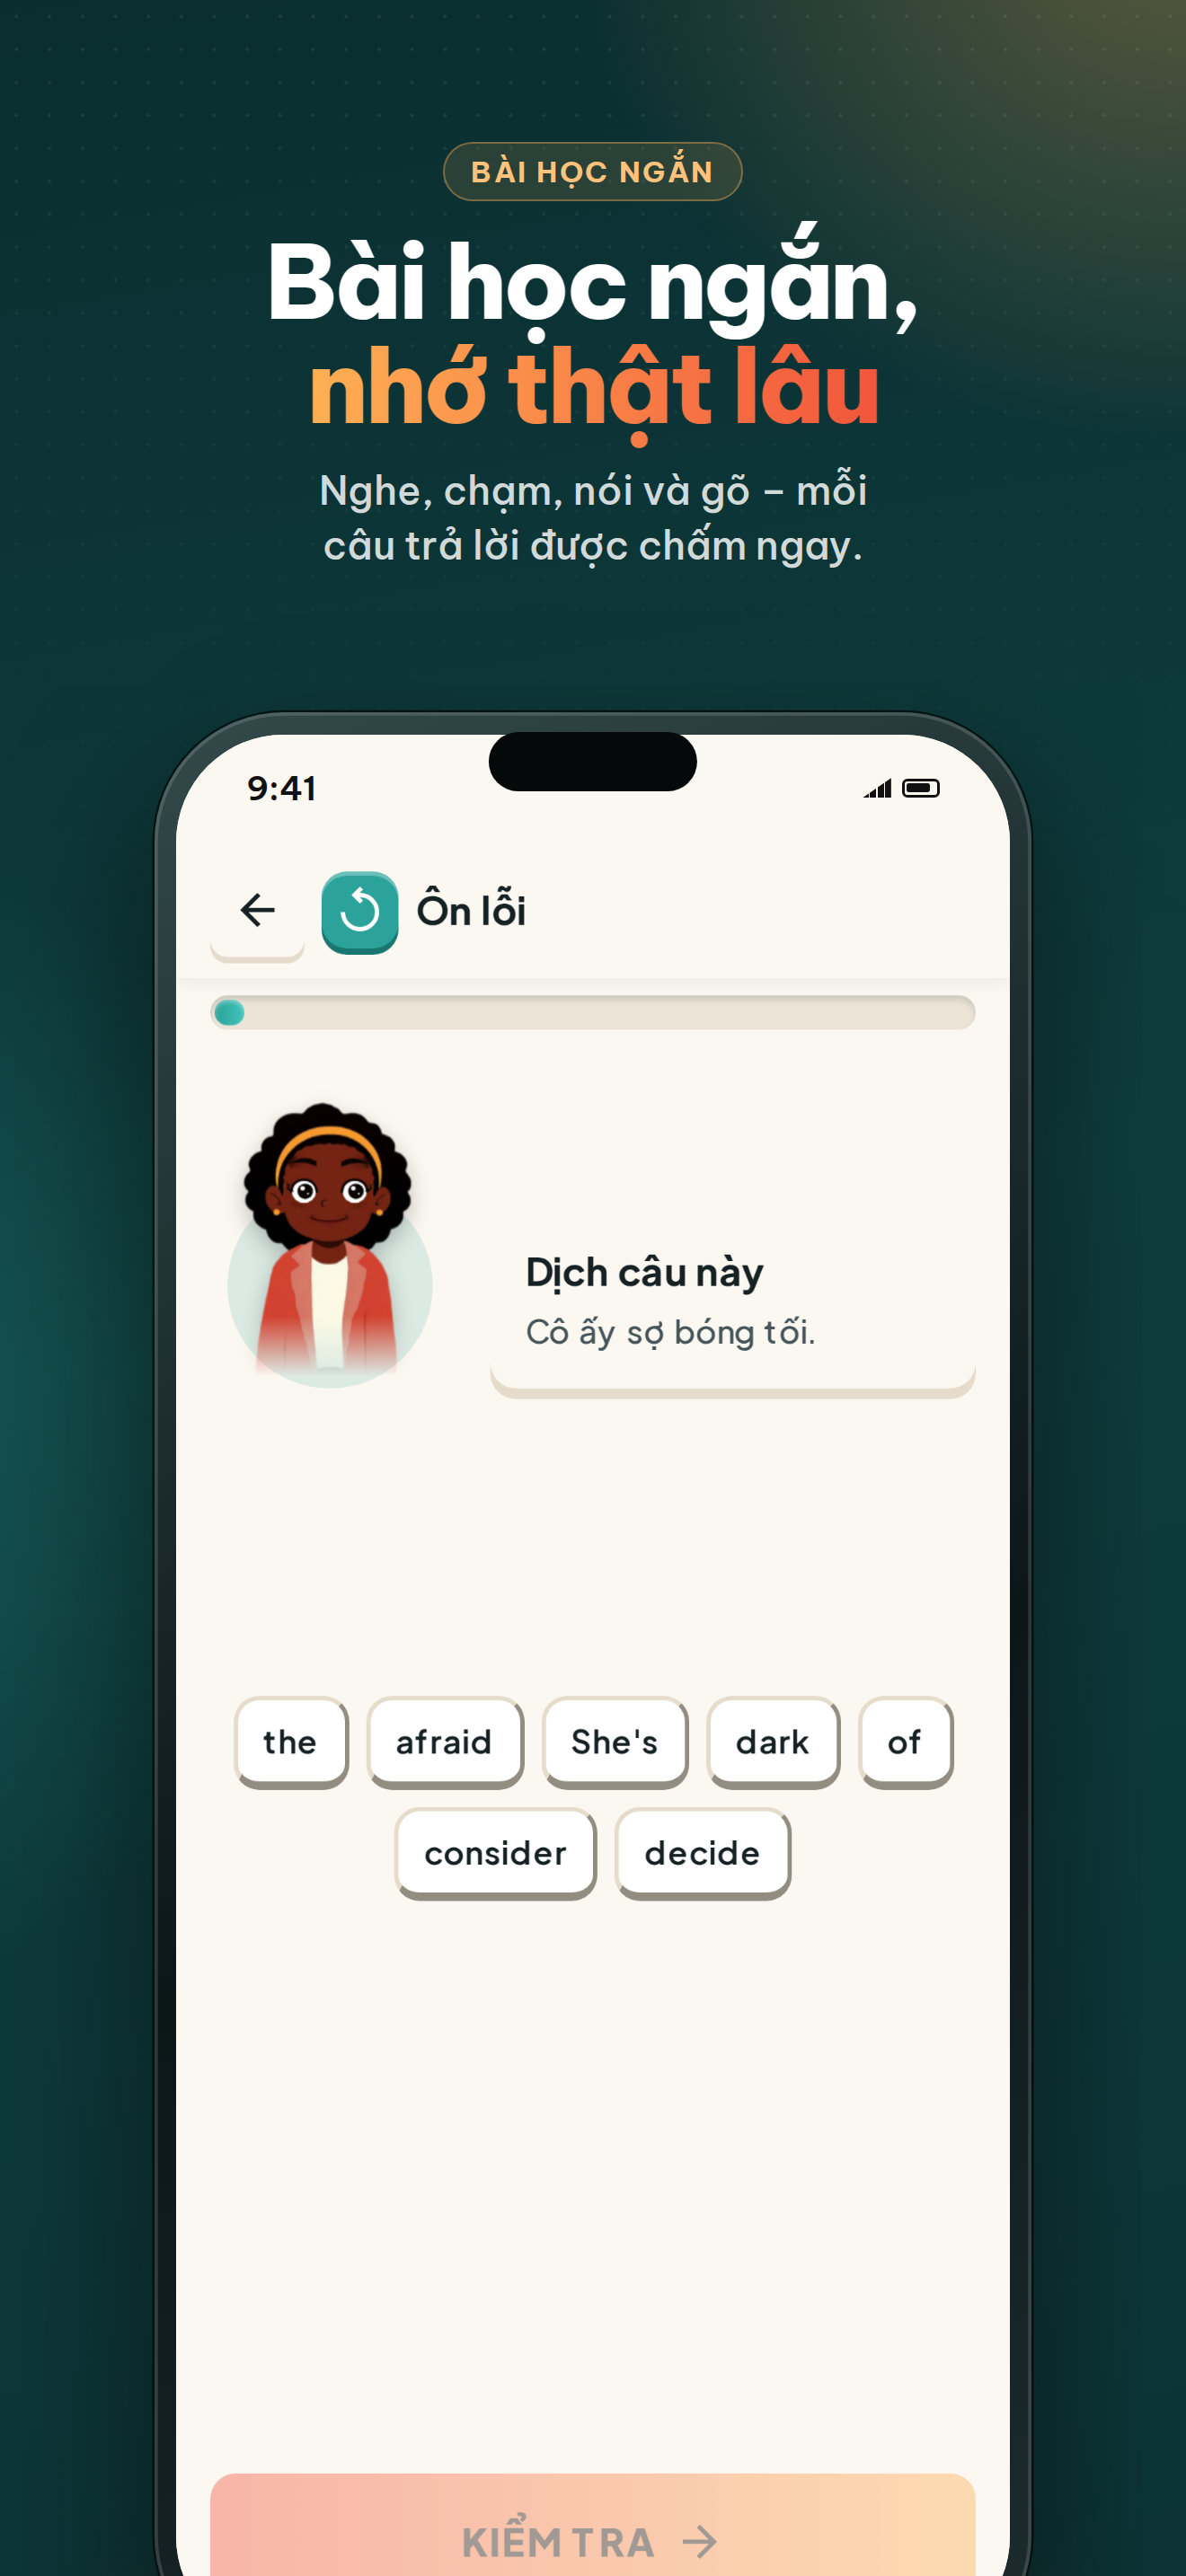 BÀI HỌC NGẮN
Bài học ngắn,
nhớ thật lâu
Nghe, chạm, nói và gõ – mỗi
câu trả lời được chấm ngay.
9:41
Ôn lỗi
Dịch câu này
Cô ấy sợ bóng tối.
the afraid She's dark of
consider decide
KIỂM TRA →